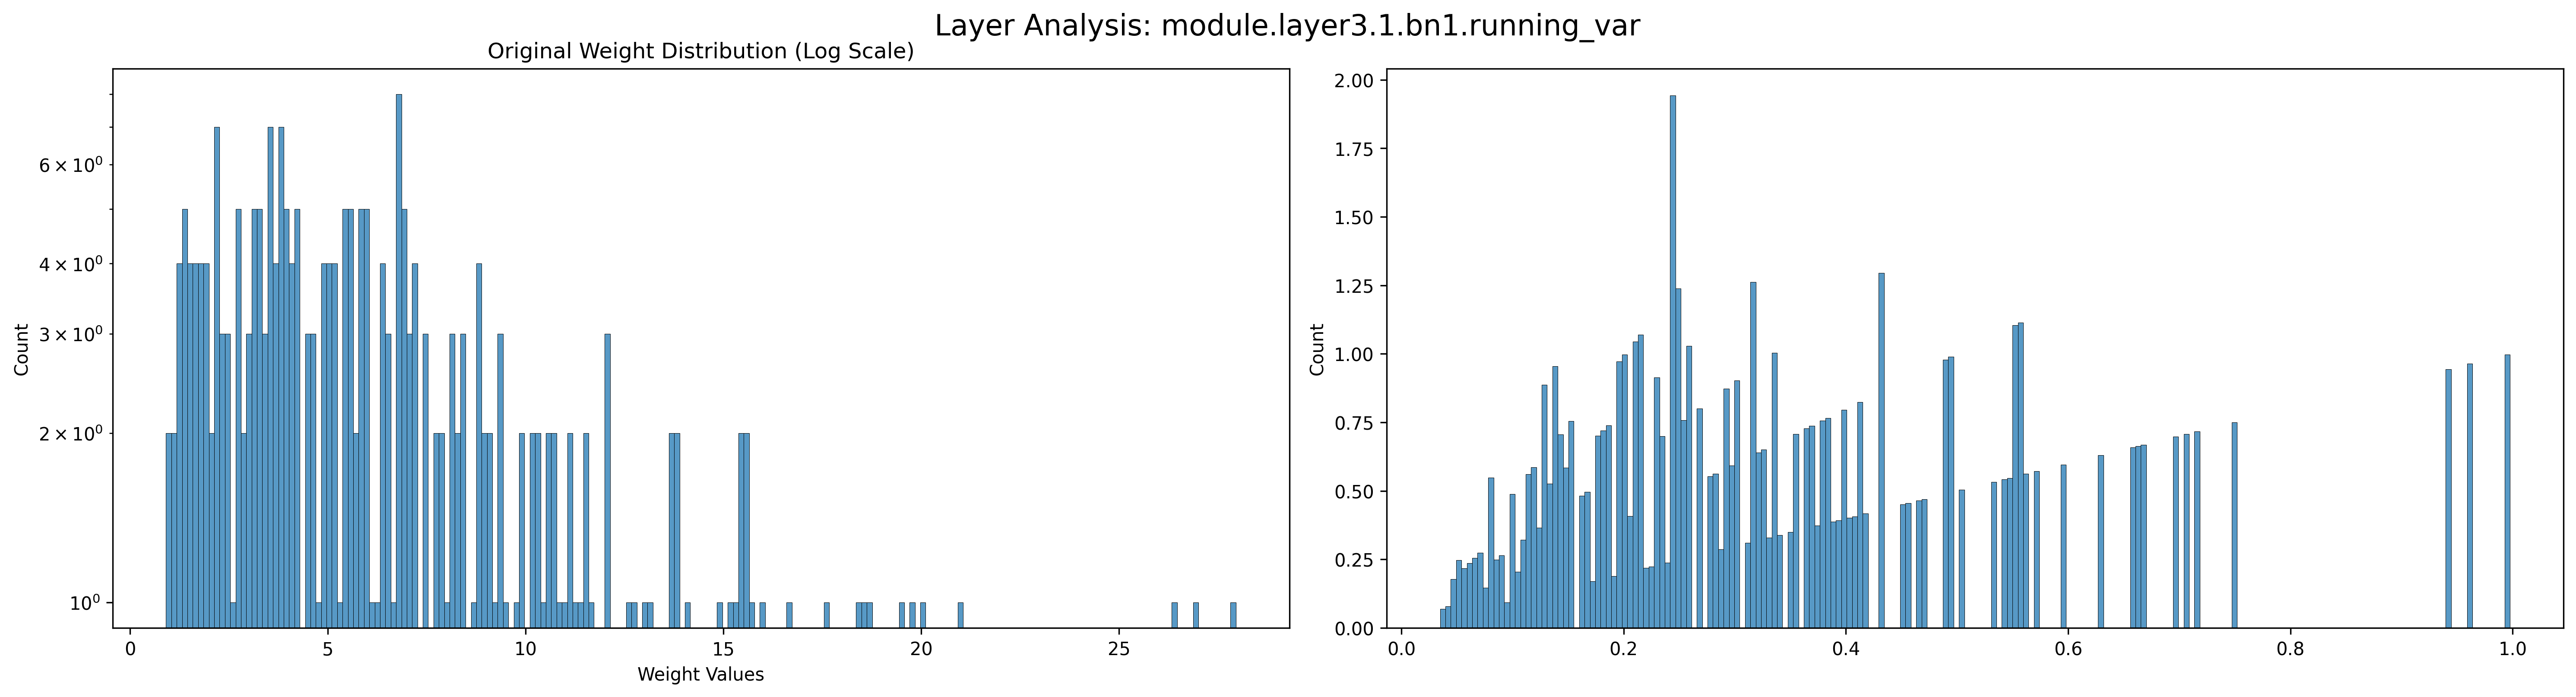 Layer Analysis: module.layer3.1.bn1.running_var
Original Weight Distribution (Log Scale)
Count
6 × 10⁰
4 × 10⁰
3 × 10⁰
2 × 10⁰
10⁰
0 5 10 15 20 25
Weight Values
Count
2.00
1.75
1.50
1.25
1.00
0.75
0.50
0.25
0.00
0.0 0.2 0.4 0.6 0.8 1.0